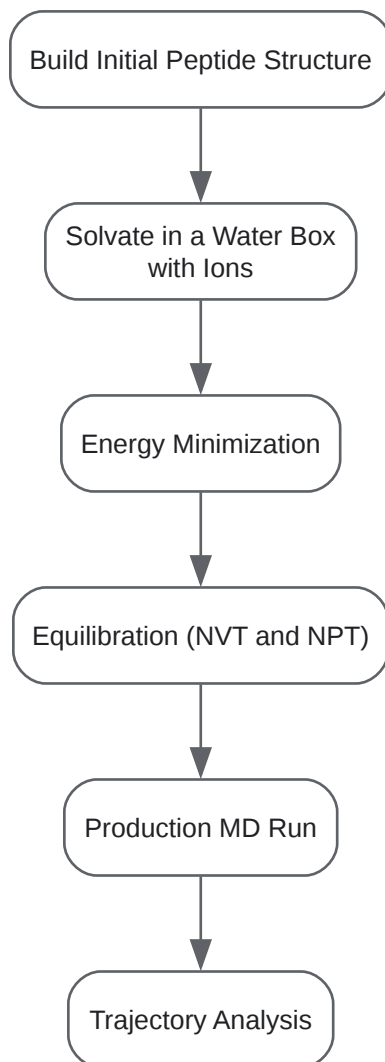 Build Initial Peptide Structure
Solvate in a Water Box
with Ions
Energy Minimization
Equilibration (NVT and NPT)
Production MD Run
Trajectory Analysis